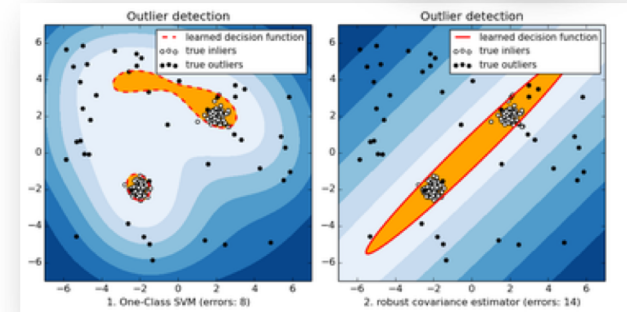 Outlier detection
learned decision function
true inliers
true outliers
6
4
2
0
−2
−4
−6
−6 −4 −2 0 2 4 6
1. One-Class SVM (errors: 8)
Outlier detection
learned decision function
true inliers
true outliers
6
4
2
0
−2
−4
−6
−6 −4 −2 0 2 4 6
2. robust covariance estimator (errors: 14)